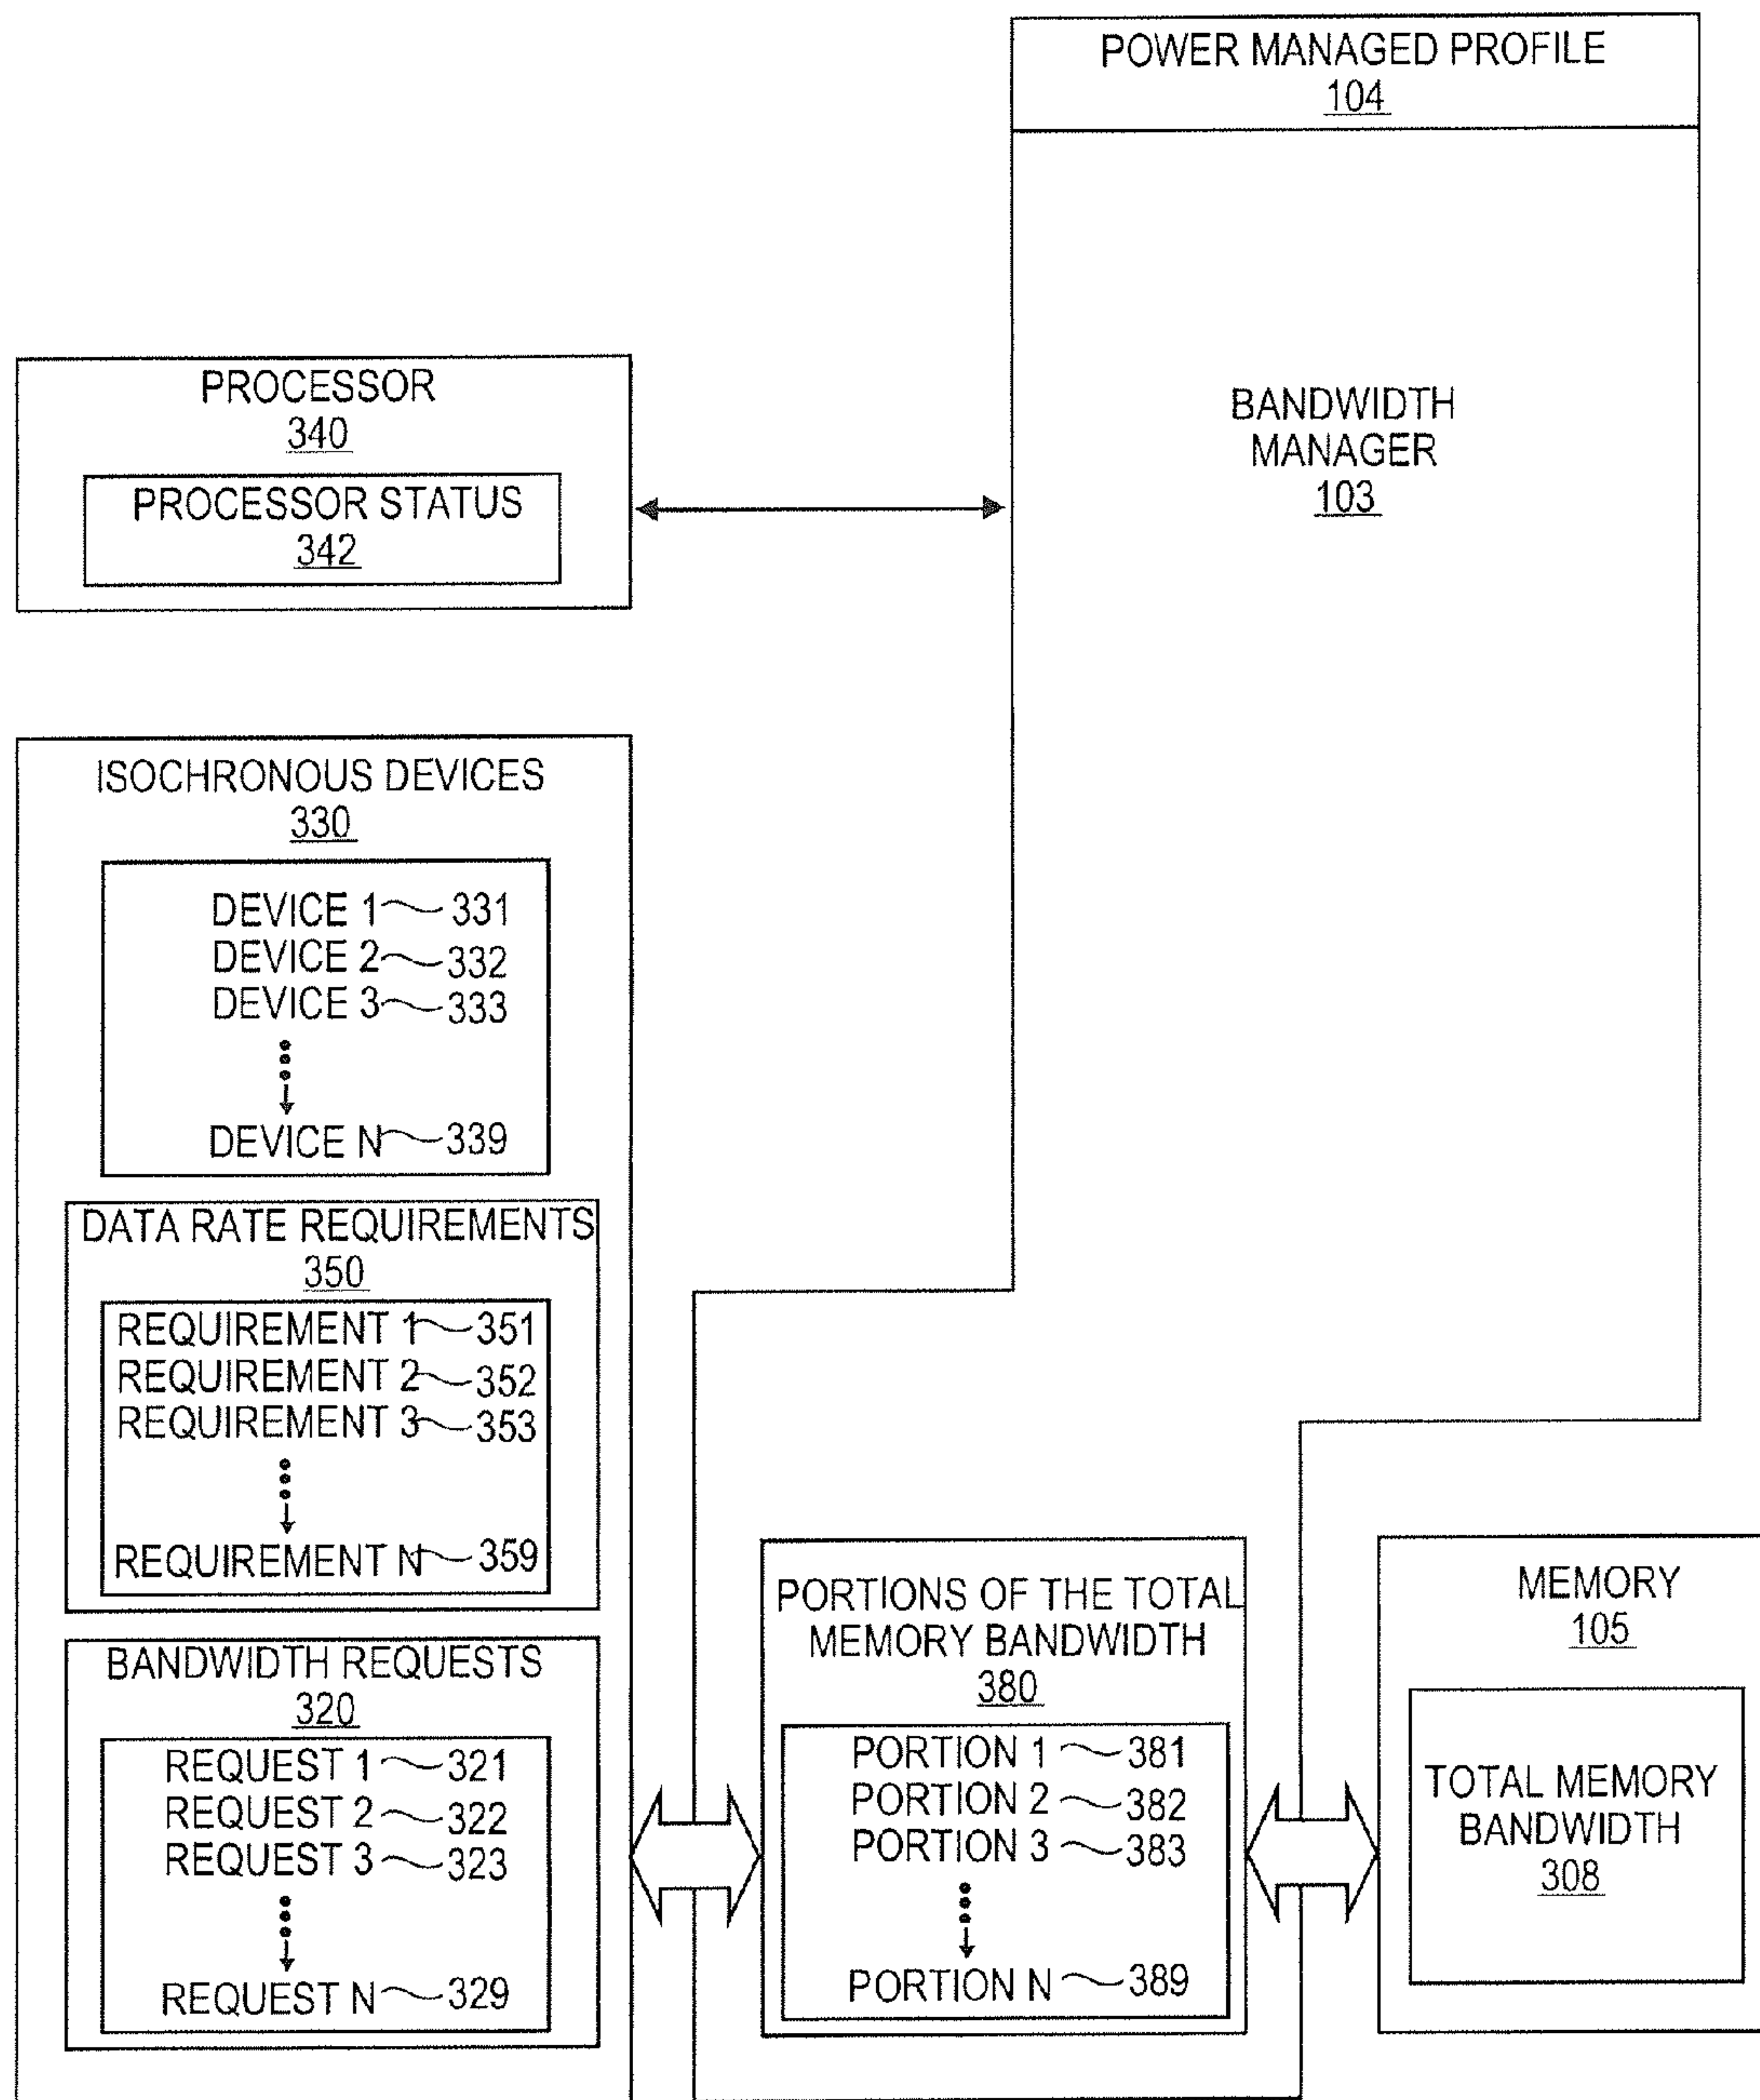 POWER MANAGED PROFILE
104
BANDWIDTH
MANAGER
103
PROCESSOR
340
PROCESSOR STATUS
342
ISOCHRONOUS DEVICES
330
DEVICE 1 331
DEVICE 2 332
DEVICE 3 333
DEVICE N 339
DATA RATE REQUIREMENTS
350
REQUIREMENT 1 351
REQUIREMENT 2 352
REQUIREMENT 3 353
REQUIREMENT N 359
BANDWIDTH REQUESTS
320
REQUEST 1 321
REQUEST 2 322
REQUEST 3 323
REQUEST N 329
PORTIONS OF THE TOTAL
MEMORY BANDWIDTH
380
PORTION 1 381
PORTION 2 382
PORTION 3 383
PORTION N 389
MEMORY
105
TOTAL MEMORY
BANDWIDTH
308